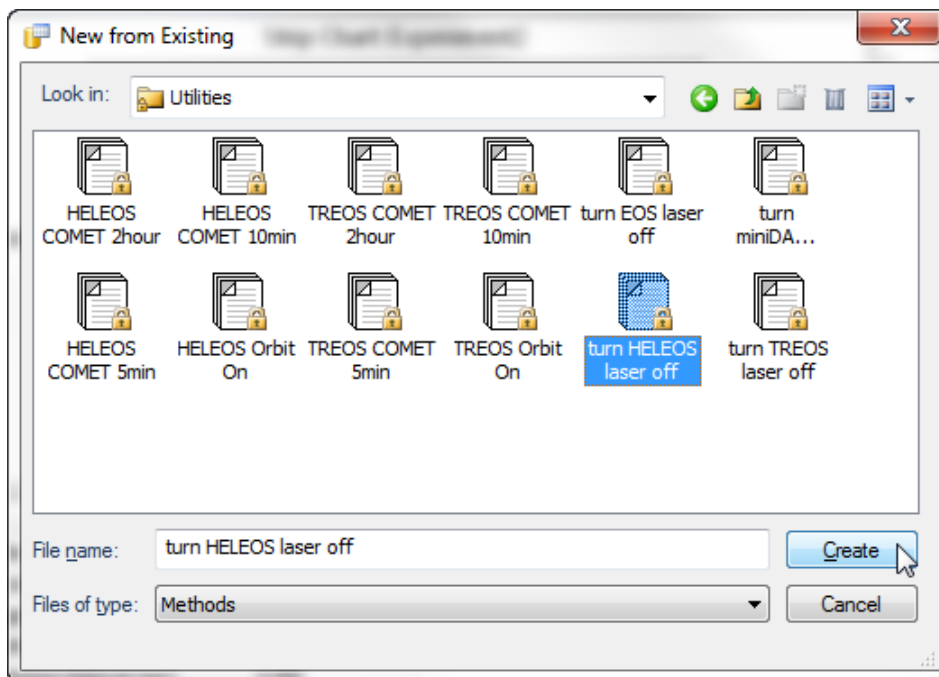 New from Existing
Look in:
Utilities
HELEOS
COMET 2hour
HELEOS
COMET 10min
TREOS COMET
2hour
TREOS COMET
10min
turn EOS laser
off
turn
miniDA...
HELEOS
COMET 5min
HELEOS Orbit
On
TREOS COMET
5min
TREOS Orbit
On
turn HELEOS
laser off
turn TREOS
laser off
File name:
turn HELEOS laser off
Create
Files of type:
Methods
Cancel